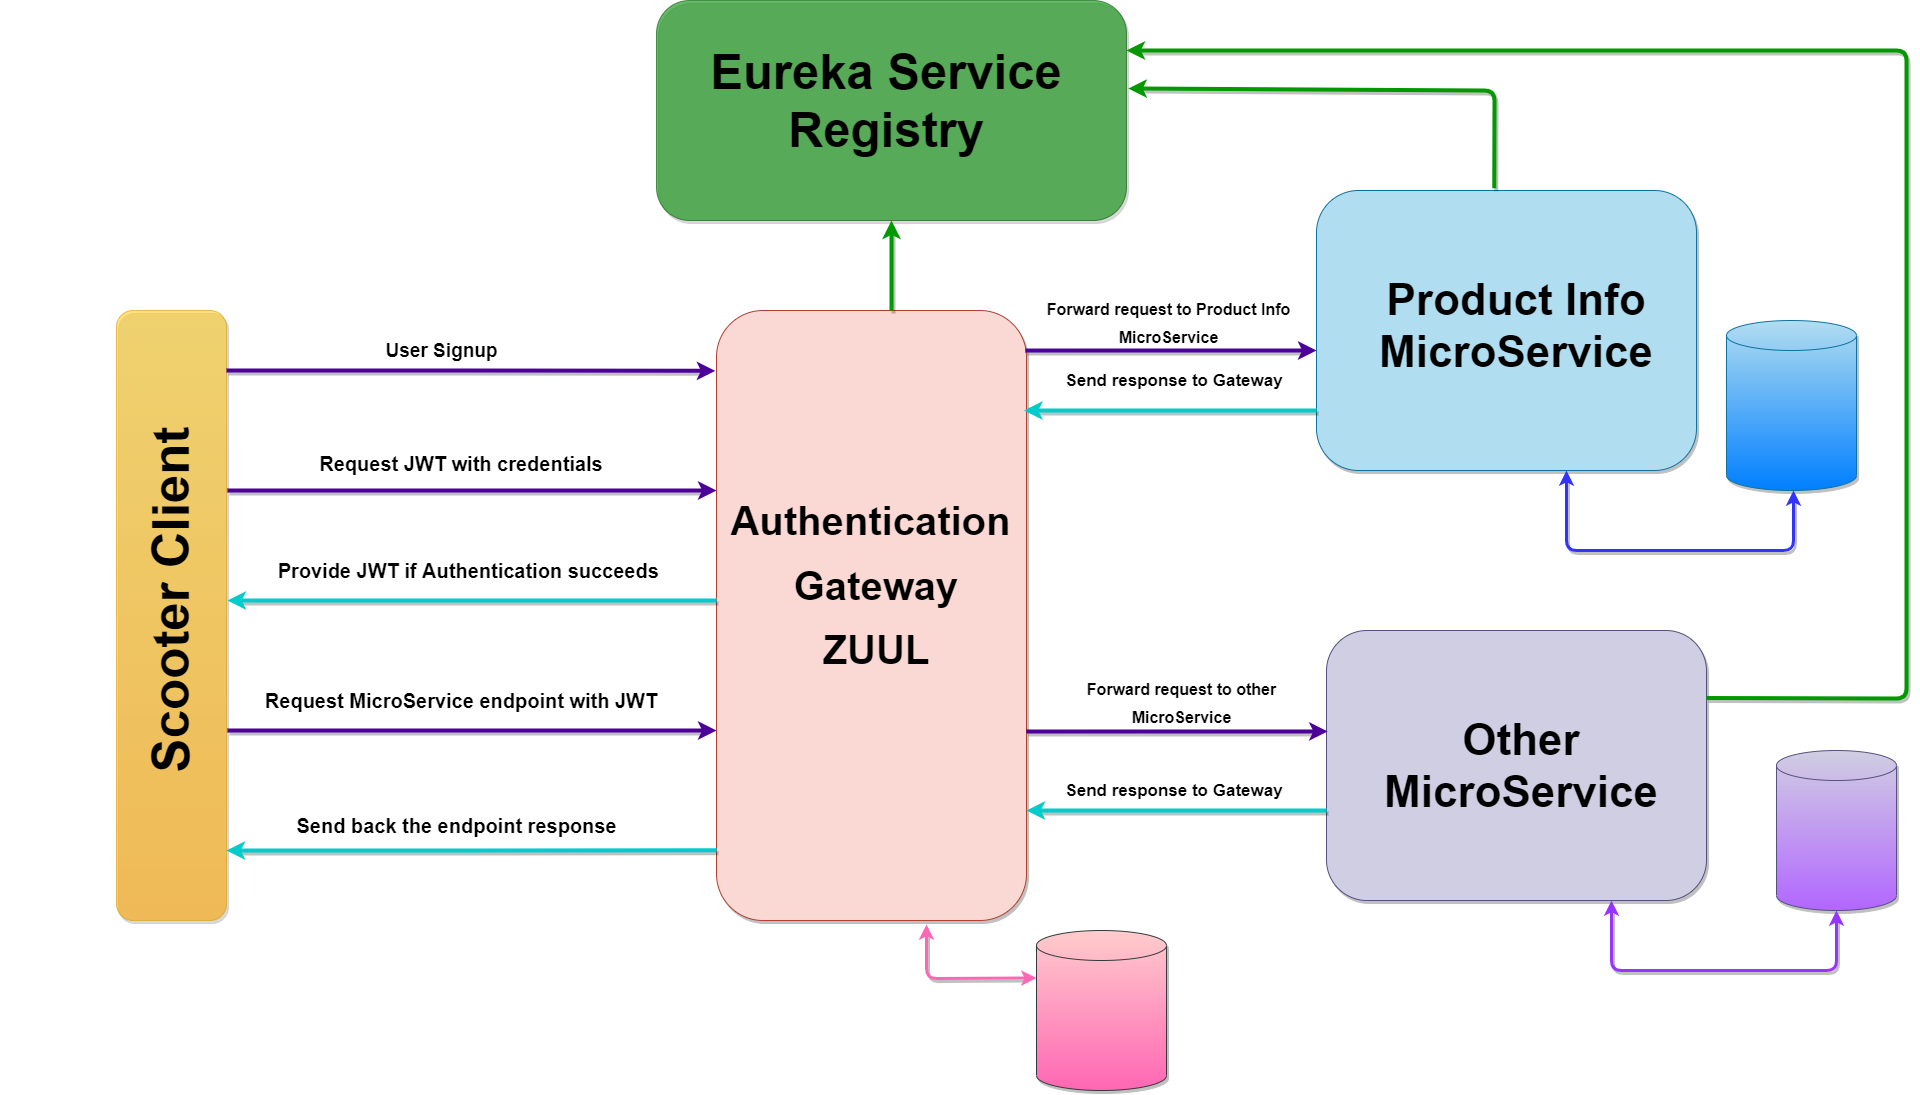 Eureka Service
Registry
Scooter Client
User Signup
Request JWT with credentials
Provide JWT if Authentication succeeds
Request MicroService endpoint with JWT
Send back the endpoint response
Authentication
Gateway
ZUUL
Forward request to Product Info
MicroService
Send response to Gateway
Product Info
MicroService
Forward request to other
MicroService
Send response to Gateway
Other
MicroService